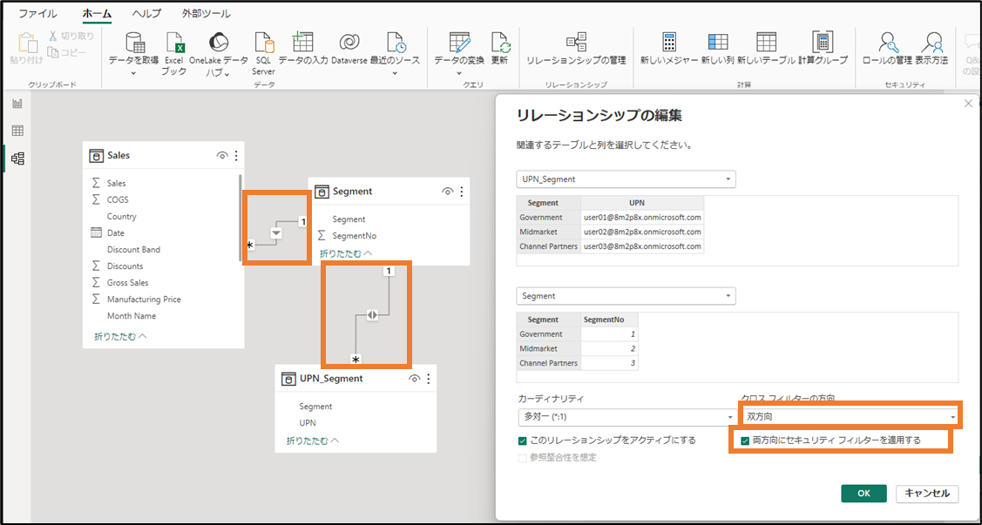 ファイル ホーム ヘルプ 外部ツール
貼り付け 切り取り コピー
データを取得 Excel ブック OneLake データ ハブ SQL Server データの入力 Dataverse 最近のソース
データの変換 更新
リレーションシップの管理
新しいメジャー 新しい列 新しいテーブル 計算グループ
ロールの管理 表示方法
Q&A の設
クリップボード データ クエリ リレーションシップ 計算 セキュリティ
Sales
Sales
COGS
Country
Date
Discount Band
Discounts
Gross Sales
Manufacturing Price
Month Name
折りたたむ
1
*
Segment
Segment
SegmentNo
折りたたむ
1
*
UPN_Segment
Segment
UPN
折りたたむ
リレーションシップの編集
関連するテーブルと列を選択してください。
UPN_Segment
Segment UPN
Government user01@8m2p8x.onmicrosoft.com
Midmarket user02@8m2p8x.onmicrosoft.com
Channel Partners user03@8m2p8x.onmicrosoft.com
Segment
Segment SegmentNo
Government 1
Midmarket 2
Channel Partners 3
カーディナリティ クロス フィルターの方向
多対一 (*:1) 双方向
このリレーションシップをアクティブにする 両方向にセキュリティ フィルターを適用する
参照整合性を想定
OK キャンセル